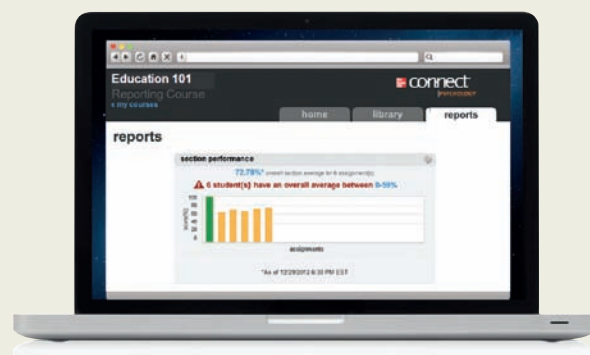 Education 101
Reporting Course
my courses
connect
home
library
reports
reports
section performance
72.78%* overall section average for 6 assignment(s)
6 student(s) have an overall average between 0-59%
score(%)
100
80
60
40
20
0
assignments
*As of 12/29/2012 6:30 PM EST